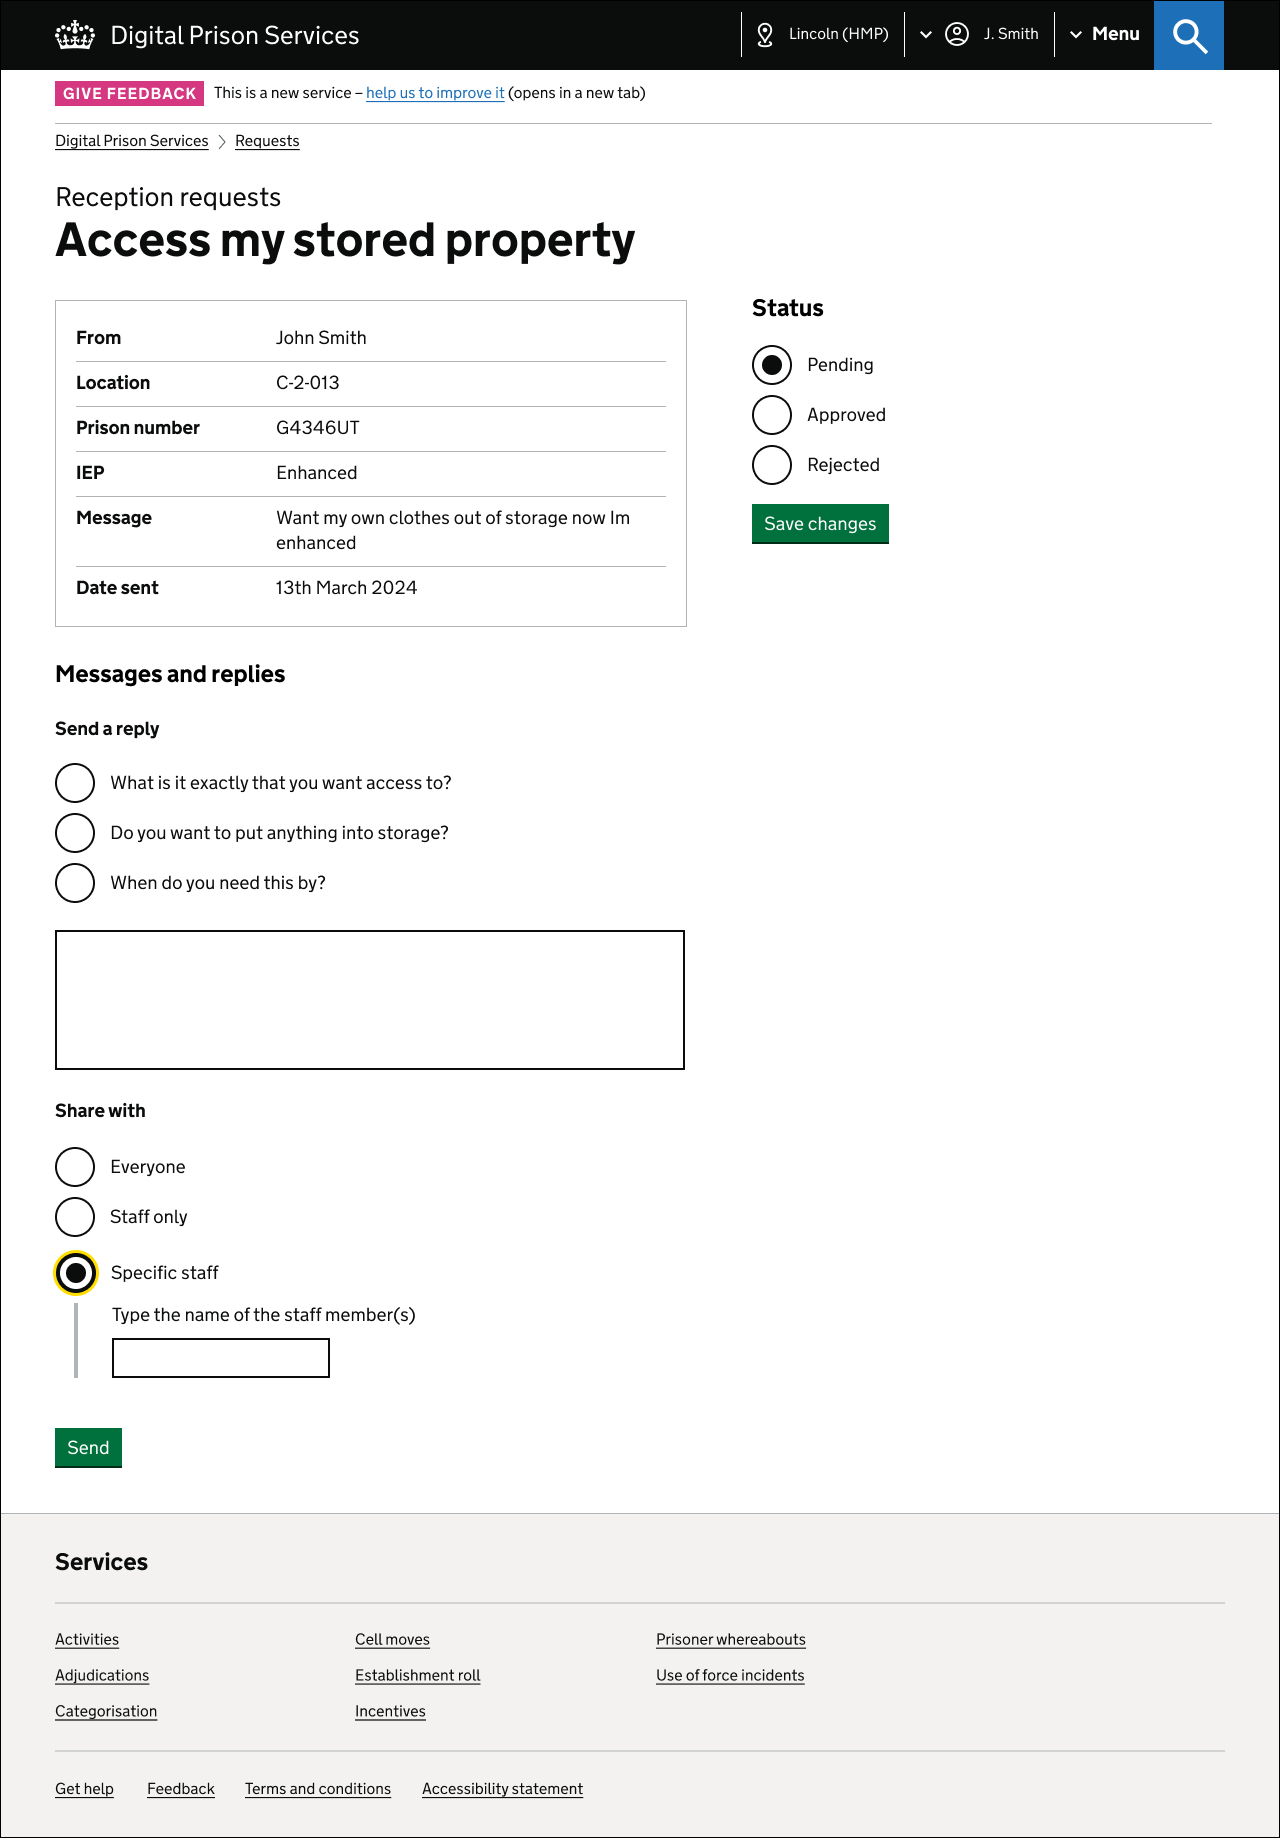 Digital Prison Services
Lincoln (HMP)
J. Smith
Menu
GIVE FEEDBACK This is a new service – help us to improve it (opens in a new tab)
Digital Prison Services > Requests
Reception requests
Access my stored property
From John Smith
Location C-2-013
Prison number G4346UT
IEP Enhanced
Message Want my own clothes out of storage now Im
enhanced
Date sent 13th March 2024
Status
Pending
Approved
Rejected
Save changes
Messages and replies
Send a reply
What is it exactly that you want access to?
Do you want to put anything into storage?
When do you need this by?
Share with
Everyone
Staff only
Specific staff
Type the name of the staff member(s)
Send
Services
Activities
Adjudications
Categorisation
Cell moves
Establishment roll
Incentives
Prisoner whereabouts
Use of force incidents
Get help Feedback Terms and conditions Accessibility statement